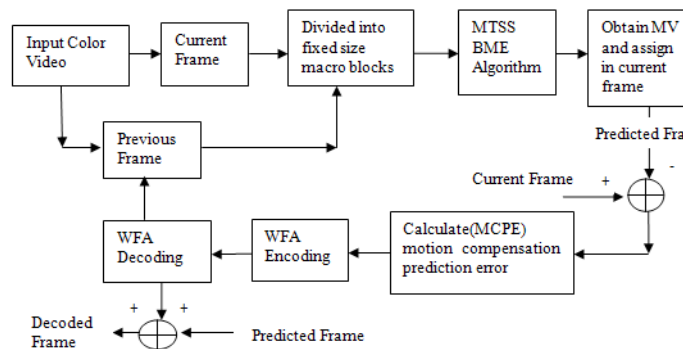 Input Color
Video
Current
Frame
Divided into
fixed size
macro blocks
MTSS
BME
Algorithm
Obtain MV
and assign
in current
frame
Previous
Frame
Predicted Fra
-
Current Frame
+
WFA
Decoding
WFA
Encoding
Calculate(MCPE)
motion compensation
prediction error
+
+
Decoded
Frame
Predicted Frame